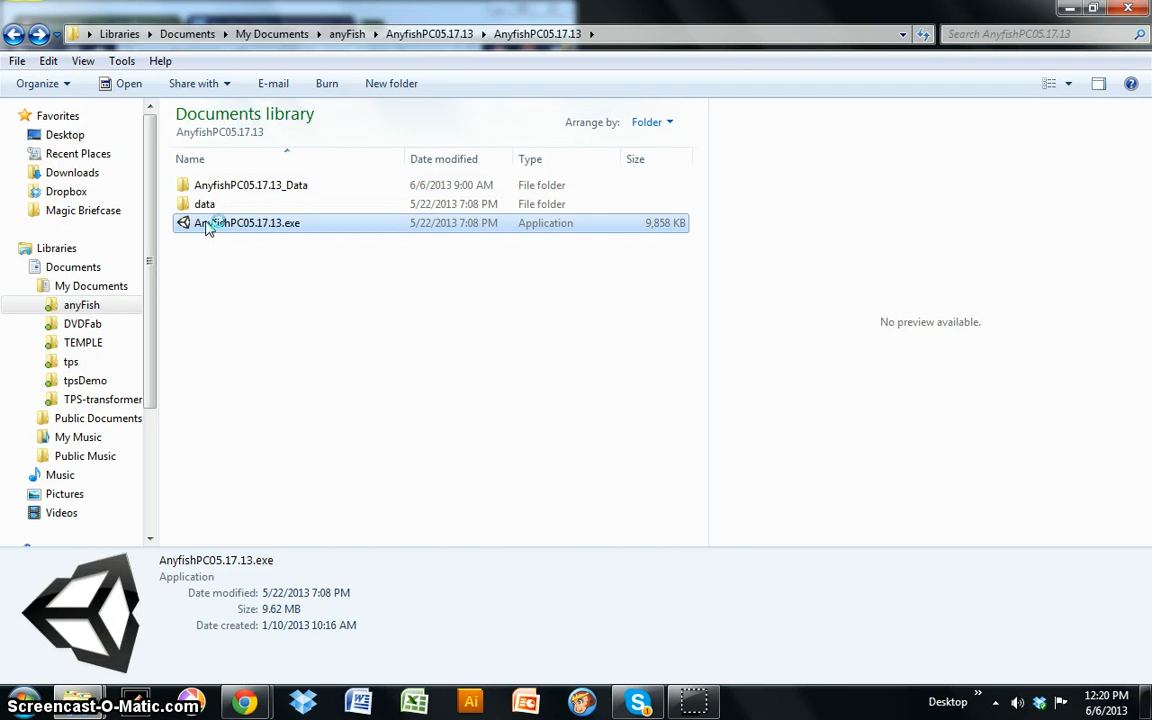 Libraries Documents My Documents anyFish AnyfishPC05.17.13 AnyfishPC05.17.13 Search AnyfishPC05.17.13
File Edit View Tools Help
Organize Open Share with E-mail Burn New folder
Favorites
Desktop
Recent Places
Downloads
Dropbox
Magic Briefcase
Libraries
Documents
My Documents
anyFish
DVDFab
TEMPLE
tps
tpsDemo
TPS-transformer
Public Documents
My Music
Public Music
Music
Pictures
Videos
Documents library
AnyfishPC05.17.13
Arrange by: Folder
Name Date modified Type Size
AnyfishPC05.17.13_Data 6/6/2013 9:00 AM File folder
data 5/22/2013 7:08 PM File folder
AnyfishPC05.17.13.exe 5/22/2013 7:08 PM Application 9,858 KB
No preview available.
AnyfishPC05.17.13.exe
Application
Date modified: 5/22/2013 7:08 PM
Size: 9.62 MB
Date created: 1/10/2013 10:16 AM
Screencast-O-Matic.com
Desktop
12:20 PM
6/6/2013